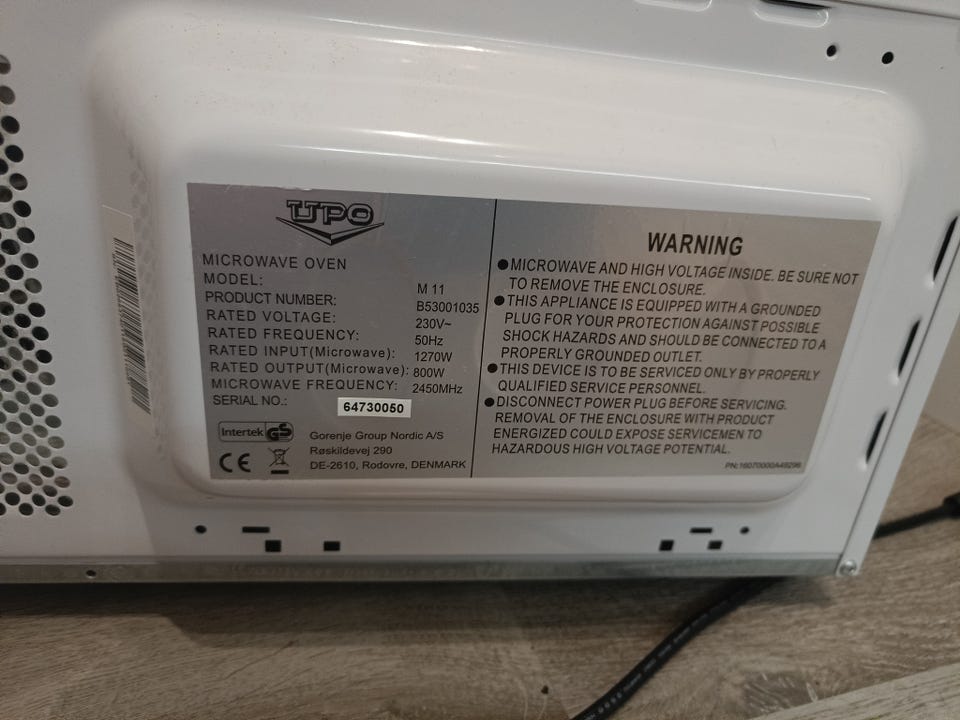 UPO
MICROWAVE OVEN
MODEL: M 11
PRODUCT NUMBER: B53001035
RATED VOLTAGE: 230V~
RATED FREQUENCY: 50Hz
RATED INPUT(Microwave): 1270W
RATED OUTPUT(Microwave): 800W
MICROWAVE FREQUENCY: 2450MHz
SERIAL NO.: 64730050
Intertek GS
CE
Gorenje Group Nordic A/S
Røskildevej 290
DE-2610, Rodovre, DENMARK
WARNING
●MICROWAVE AND HIGH VOLTAGE INSIDE. BE SURE NOT
TO REMOVE THE ENCLOSURE.
●THIS APPLIANCE IS EQUIPPED WITH A GROUNDED
PLUG FOR YOUR PROTECTION AGAINST POSSIBLE
SHOCK HAZARDS AND SHOULD BE CONNECTED TO A
PROPERLY GROUNDED OUTLET.
●THIS DEVICE IS TO BE SERVICED ONLY BY PROPERLY
QUALIFIED SERVICE PERSONNEL.
●DISCONNECT POWER PLUG BEFORE SERVICING.
REMOVAL OF THE ENCLOSURE WITH PRODUCT
ENERGIZED COULD EXPOSE SERVICEMEN TO
HAZARDOUS HIGH VOLTAGE POTENTIAL.
PN:16070000A49296